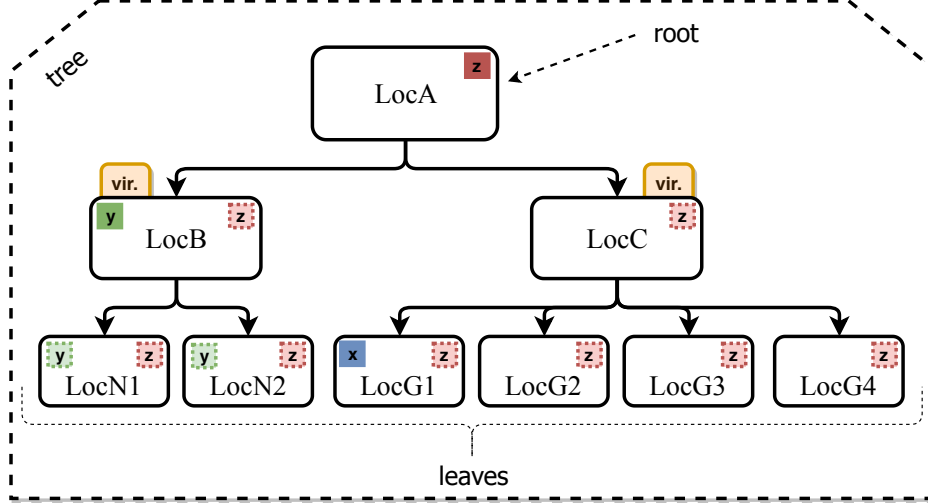 tree
root
z
LocA
vir.
vir.
y z
LocB
z
LocC
y z
LocN1
y z
LocN2
x z
LocG1
z
LocG2
z
LocG3
z
LocG4
leaves